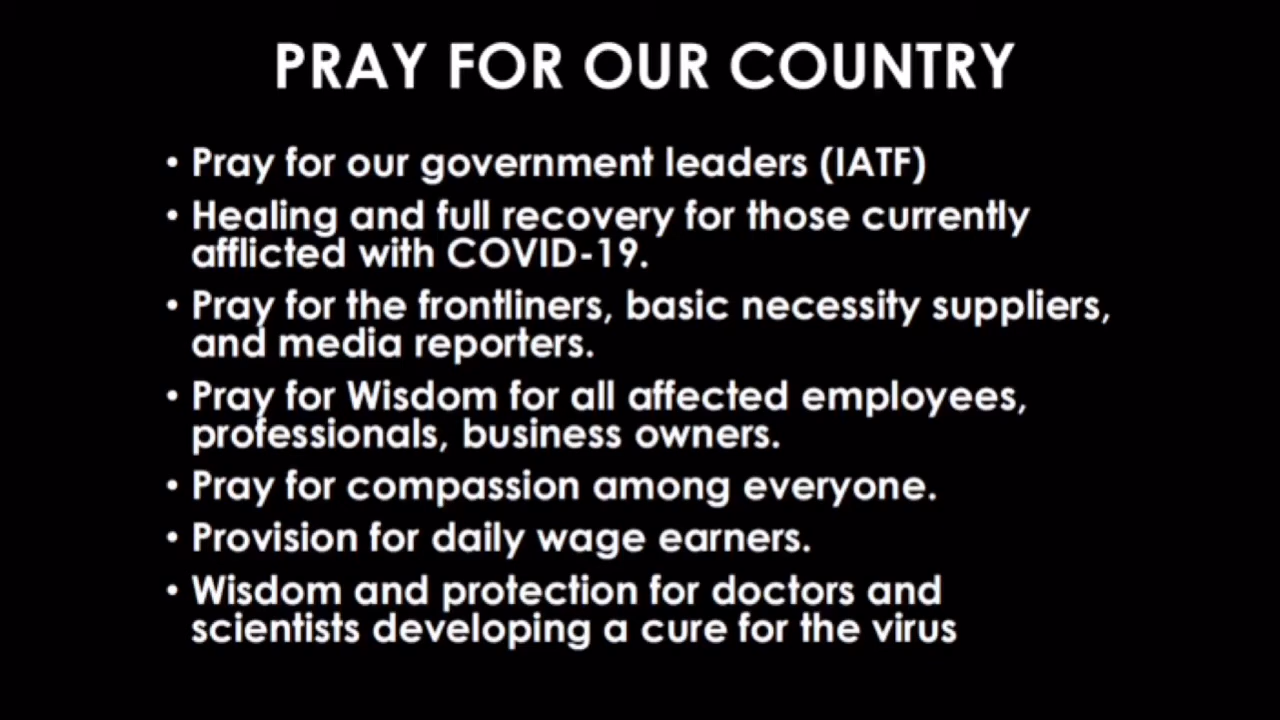 PRAY FOR OUR COUNTRY
• Pray for our government leaders (IATF)
• Healing and full recovery for those currently
afflicted with COVID-19.
• Pray for the frontliners, basic necessity suppliers,
and media reporters.
• Pray for Wisdom for all affected employees,
professionals, business owners.
• Pray for compassion among everyone.
• Provision for daily wage earners.
• Wisdom and protection for doctors and
scientists developing a cure for the virus